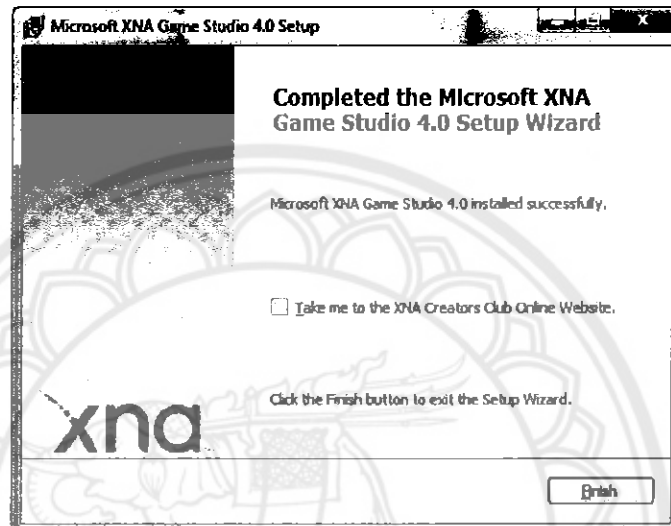 Microsoft XNA Game Studio 4.0 Setup
Completed the Microsoft XNA
Game Studio 4.0 Setup Wizard
Microsoft XNA Game Studio 4.0 installed successfully.
Take me to the XNA Creators Club Online Website.
Click the Finish button to exit the Setup Wizard.
xna
Finish